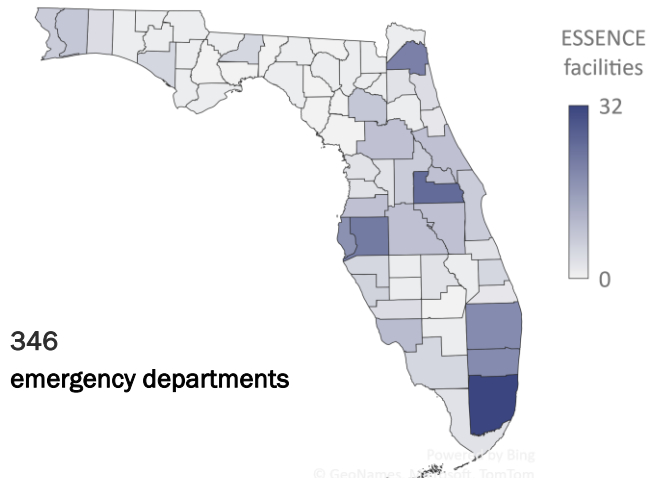 ESSENCE
facilities
32
0
346
emergency departments
Powered by Bing
© GeoNames, Microsoft, TomTom